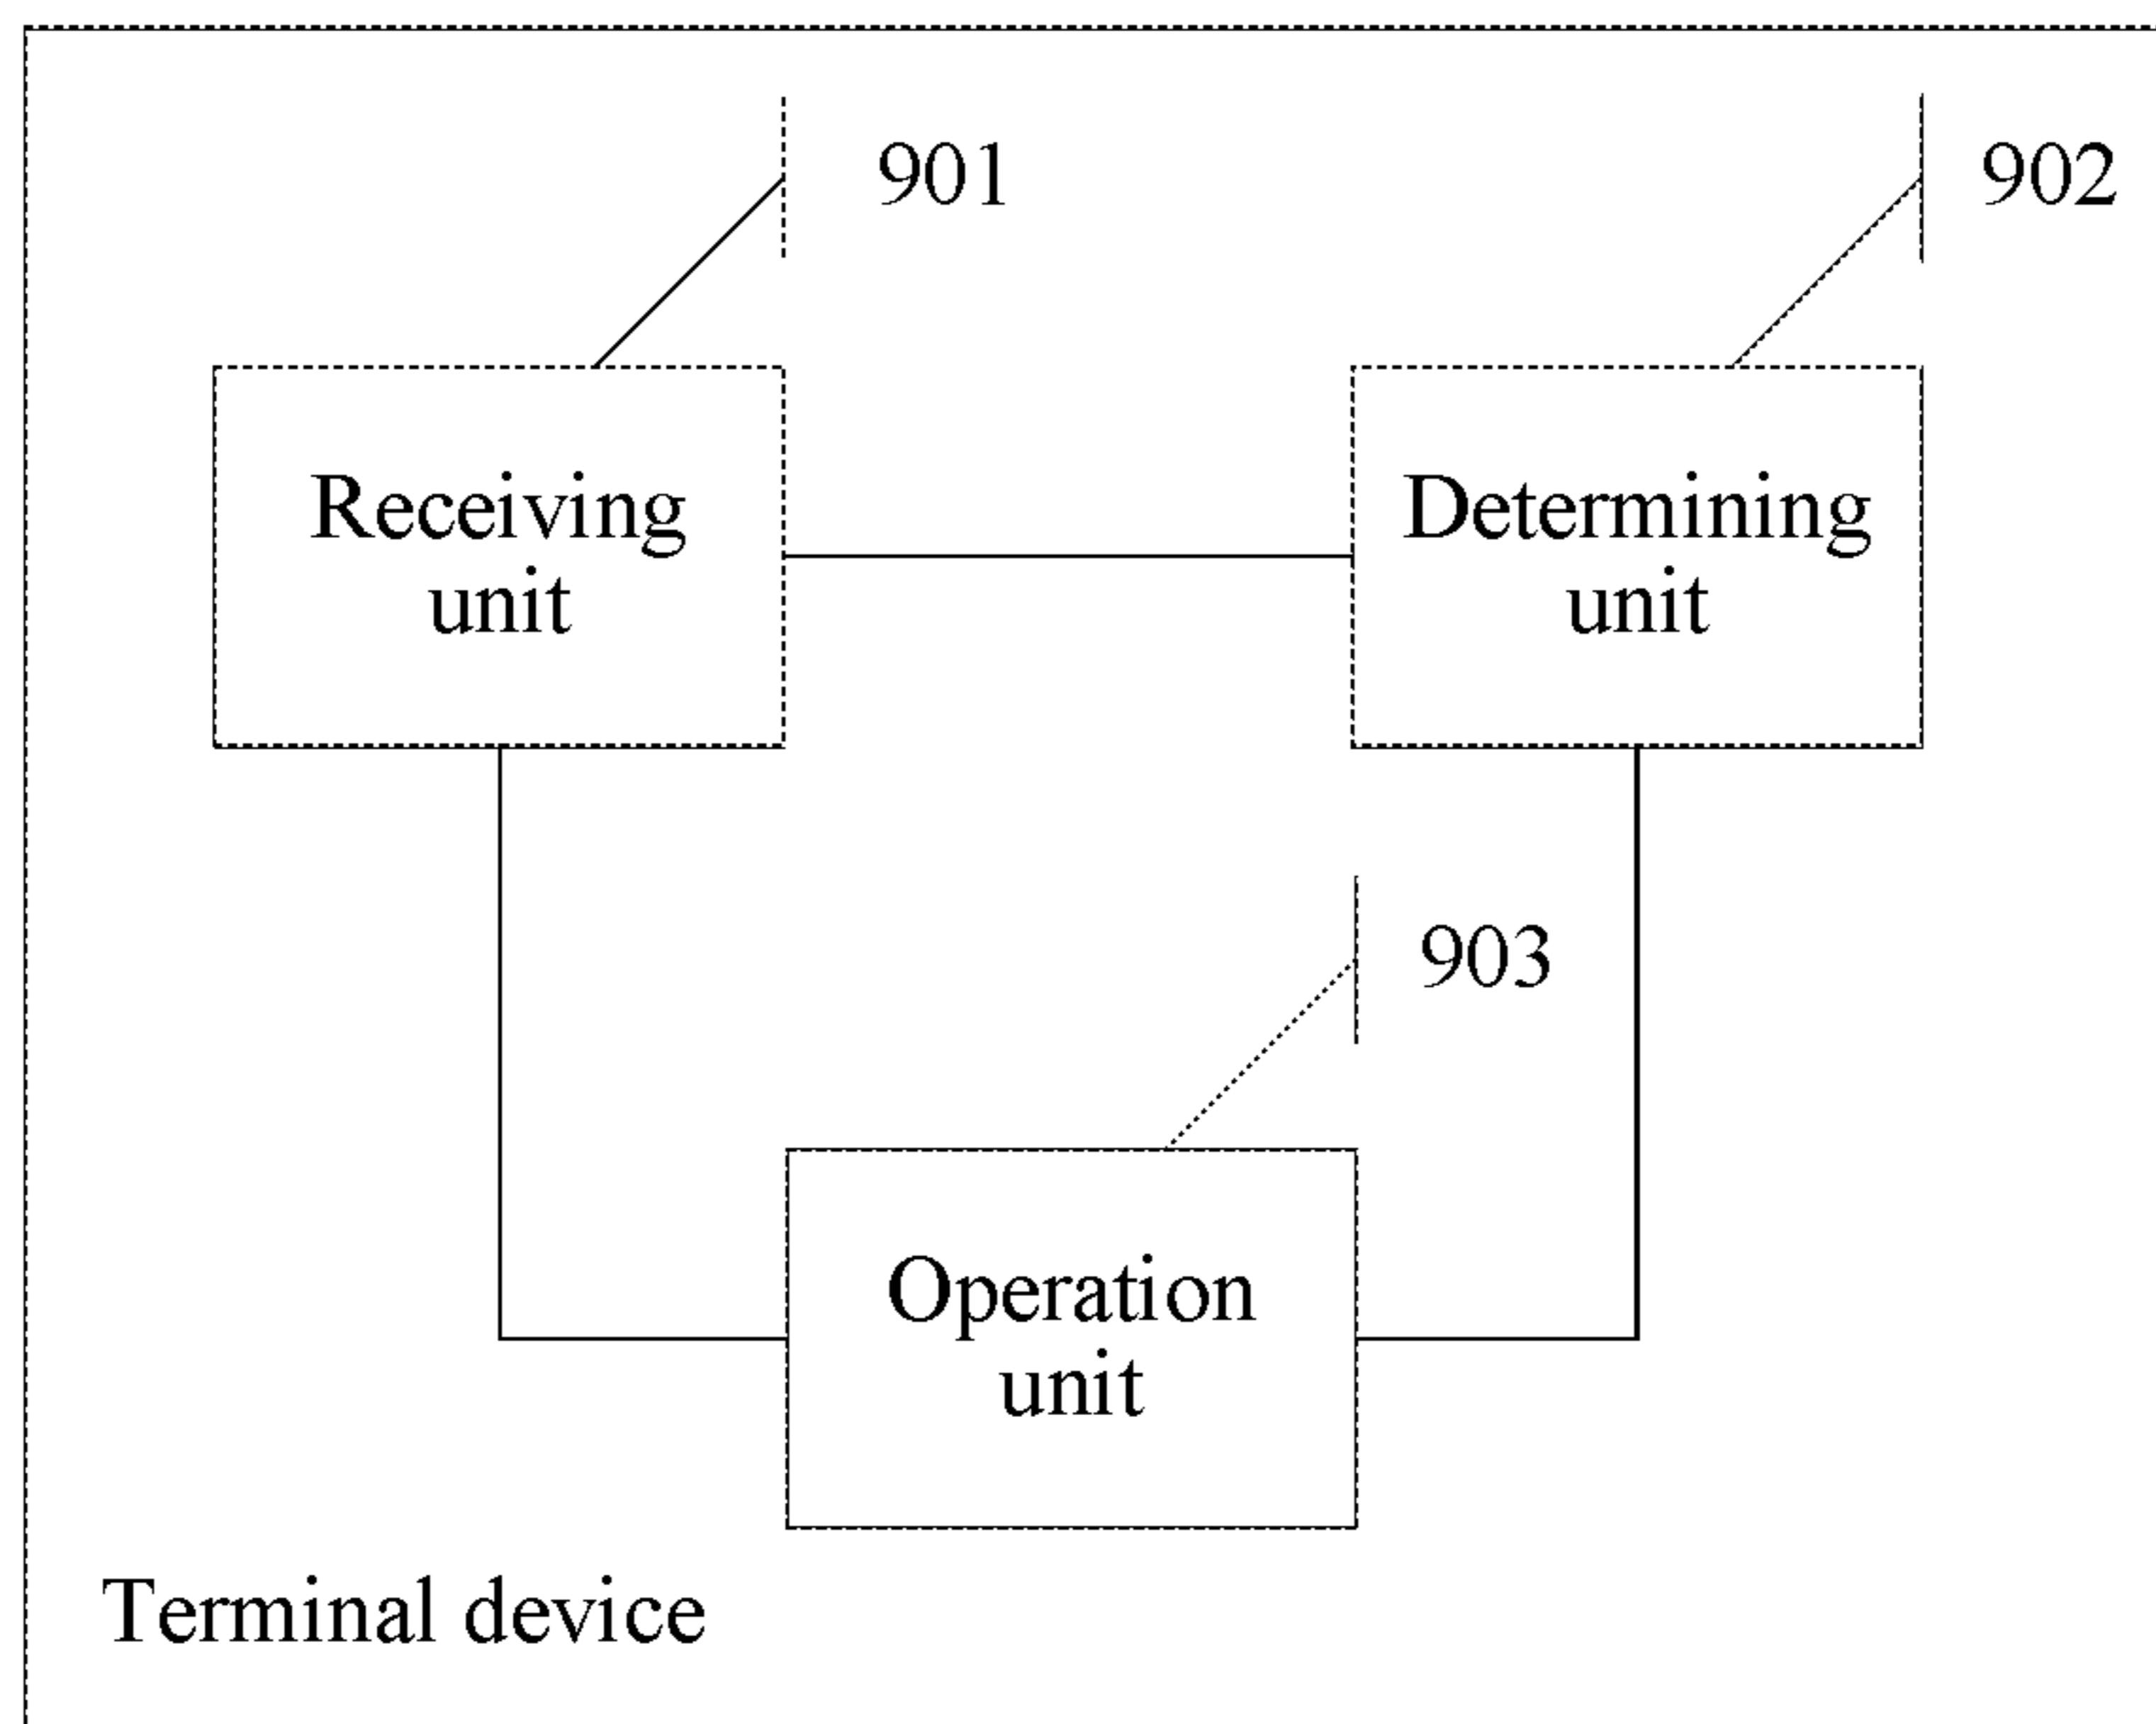 901
902
Receiving
unit
Determining
unit
903
Operation
unit
Terminal device